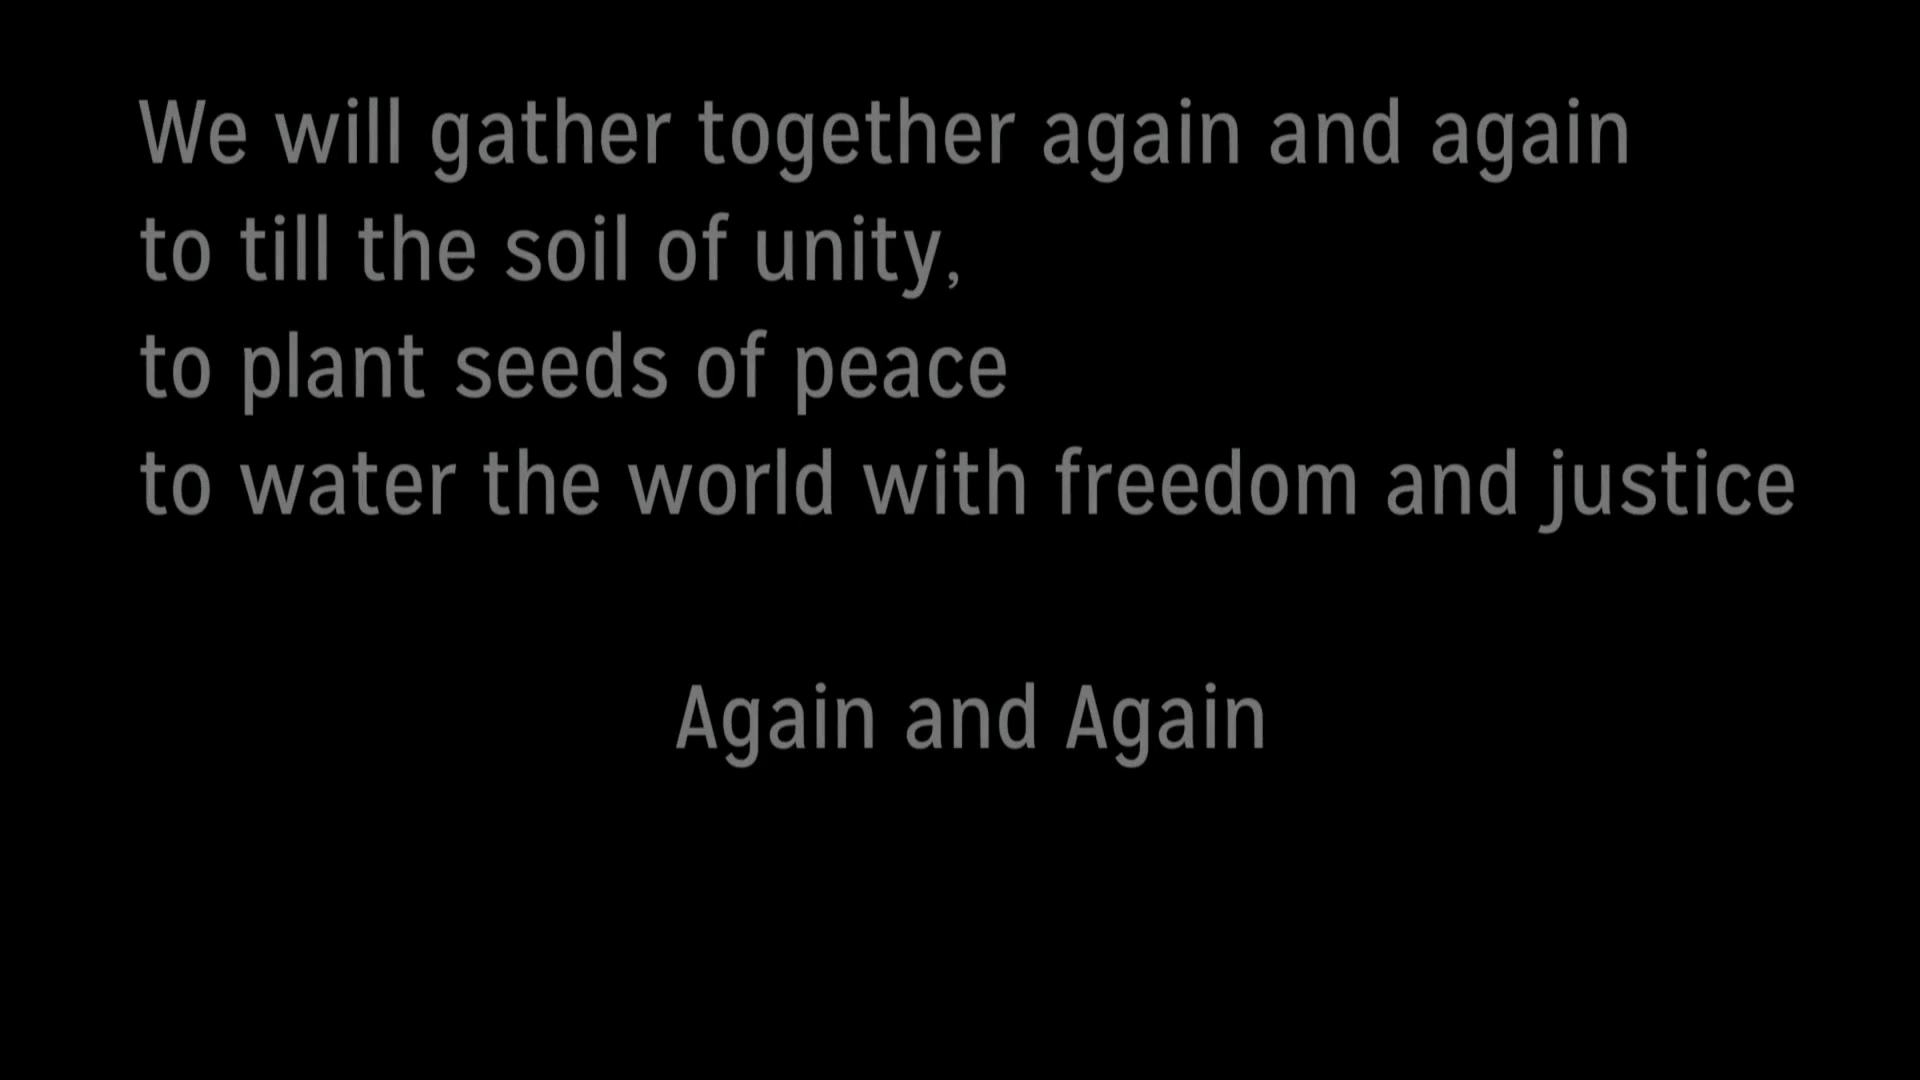 We will gather together again and again
to till the soil of unity,
to plant seeds of peace
to water the world with freedom and justice
Again and Again